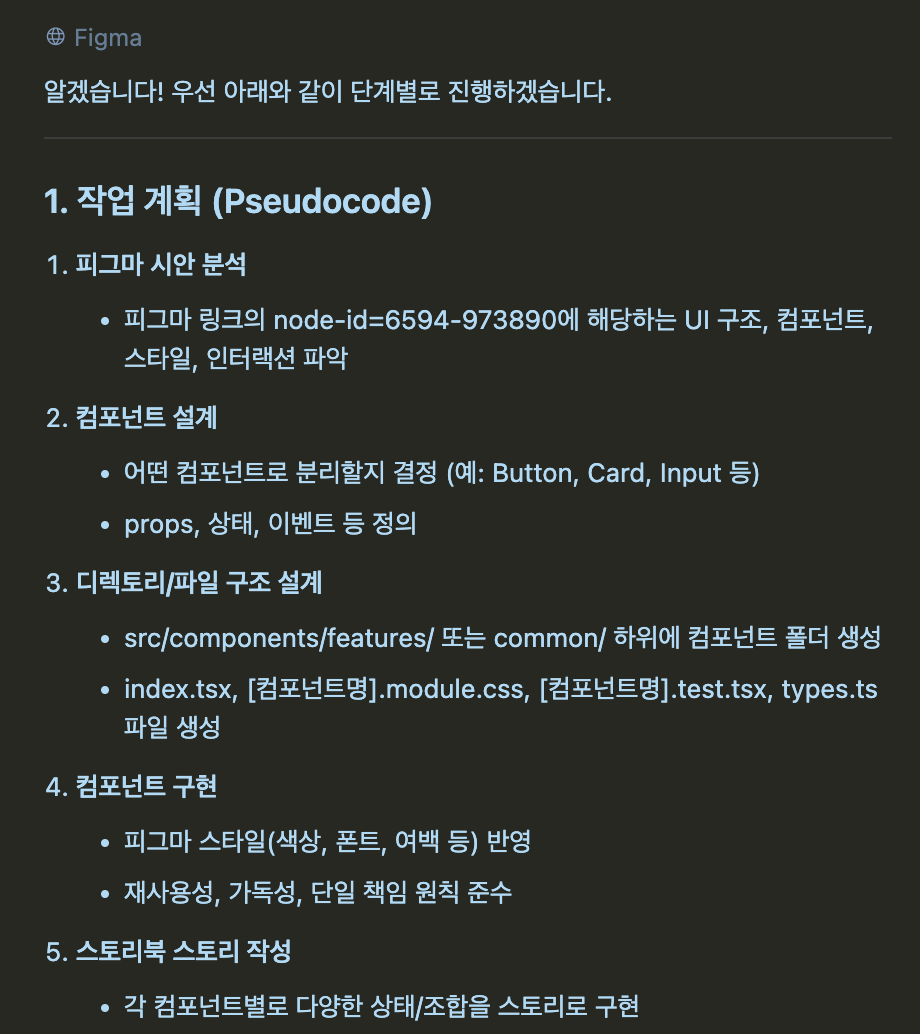 Figma
알겠습니다! 우선 아래와 같이 단계별로 진행하겠습니다.
1. 작업 계획 (Pseudocode)
1. 피그마 시안 분석
• 피그마 링크의 node-id=6594-973890에 해당하는 UI 구조, 컴포넌트,
스타일, 인터랙션 파악
2. 컴포넌트 설계
• 어떤 컴포넌트로 분리할지 결정 (예: Button, Card, Input 등)
• props, 상태, 이벤트 등 정의
3. 디렉토리/파일 구조 설계
• src/components/features/ 또는 common/ 하위에 컴포넌트 폴더 생성
• index.tsx, [컴포넌트명].module.css, [컴포넌트명].test.tsx, types.ts
파일 생성
4. 컴포넌트 구현
• 피그마 스타일(색상, 폰트, 여백 등) 반영
• 재사용성, 가독성, 단일 책임 원칙 준수
5. 스토리북 스토리 작성
• 각 컴포넌트별로 다양한 상태/조합을 스토리로 구현